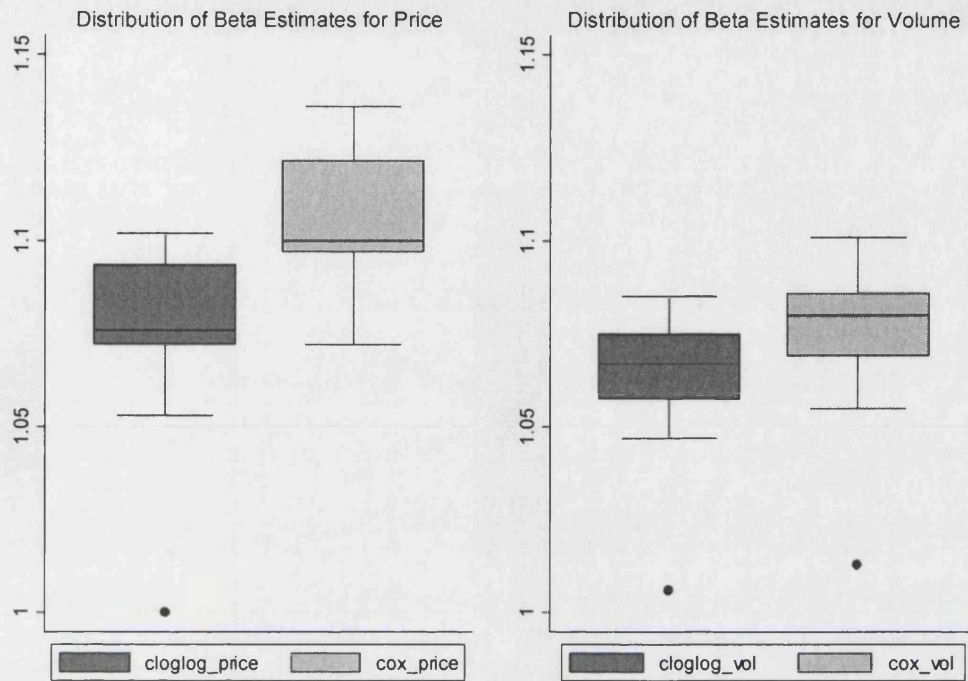 Distribution of Beta Estimates for Price
1.15
1.1
1.05
1
cloglog_price cox_price
Distribution of Beta Estimates for Volume
1.15
1.1
1.05
1
cloglog_vol cox_vol